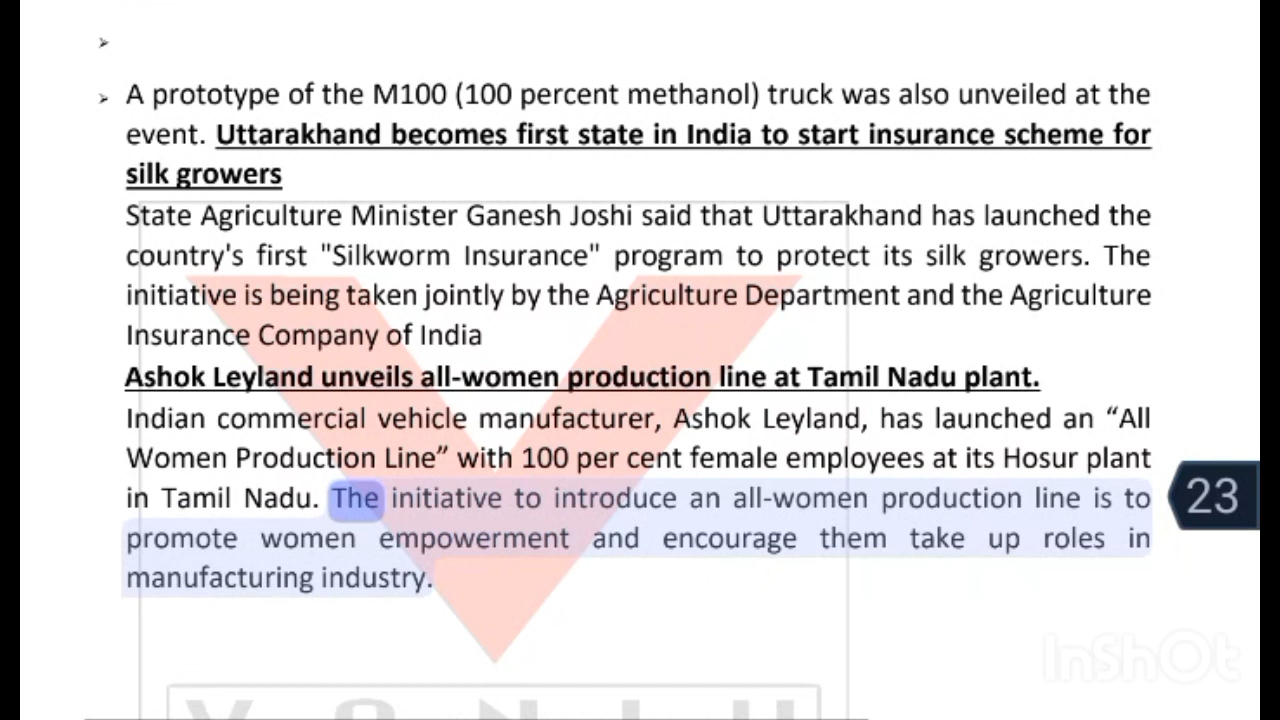 A prototype of the M100 (100 percent methanol) truck was also unveiled at the
event. Uttarakhand becomes first state in India to start insurance scheme for
silk growers
State Agriculture Minister Ganesh Joshi said that Uttarakhand has launched the
country's first "Silkworm Insurance" program to protect its silk growers. The
initiative is being taken jointly by the Agriculture Department and the Agriculture
Insurance Company of India
Ashok Leyland unveils all-women production line at Tamil Nadu plant.
Indian commercial vehicle manufacturer, Ashok Leyland, has launched an “All
Women Production Line” with 100 per cent female employees at its Hosur plant
in Tamil Nadu. The initiative to introduce an all-women production line is to
promote women empowerment and encourage them take up roles in
manufacturing industry.
23
InShOt